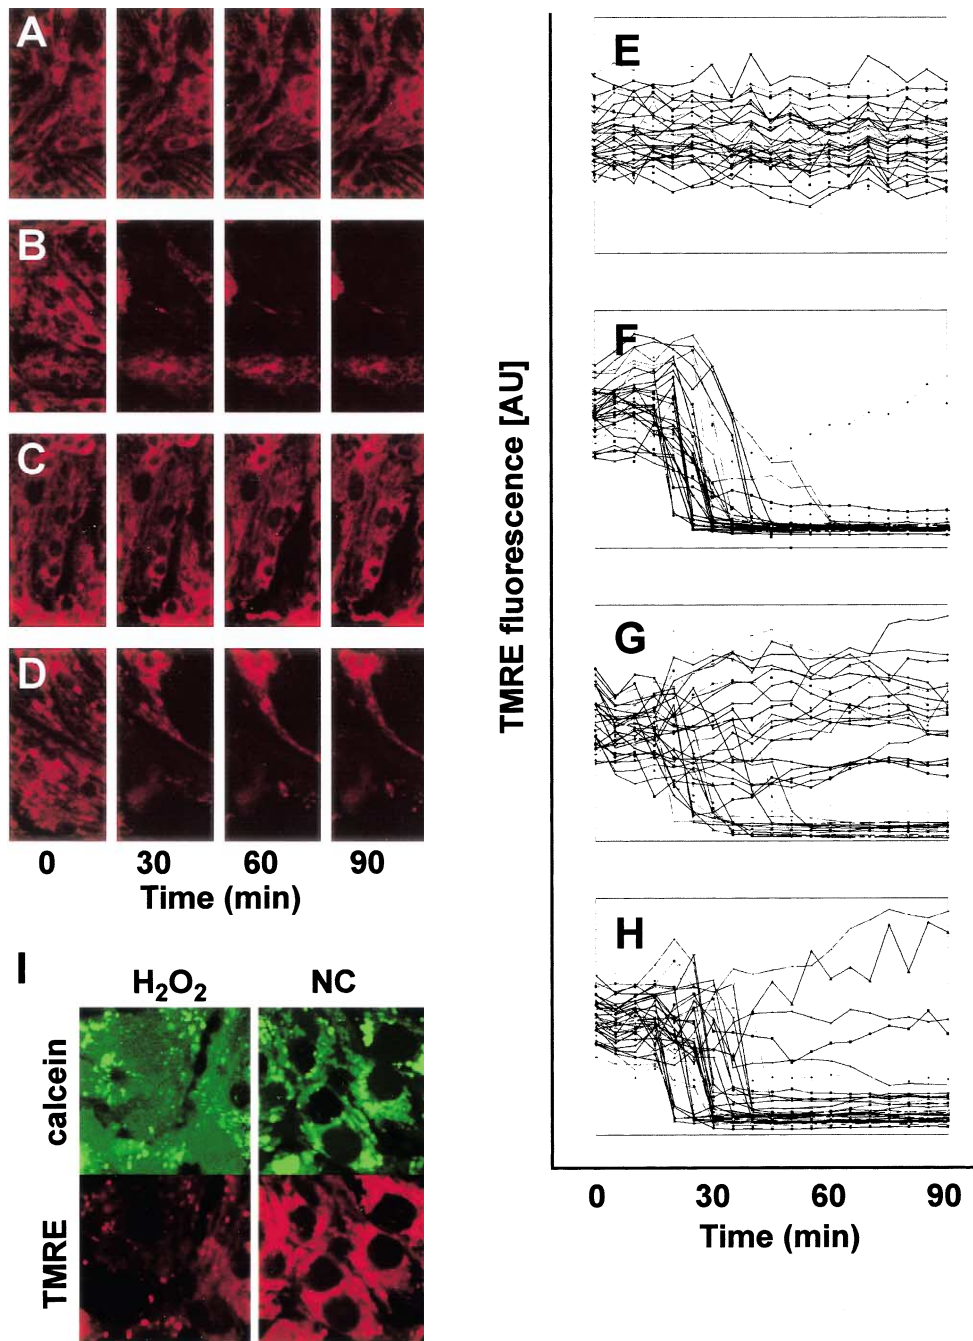 A
B
C
D
0 30 60 90
Time (min)
E
F
G
H
TMRE fluorescence [AU]
0 30 60 90
Time (min)
I
H₂O₂ NC
calcein
TMRE